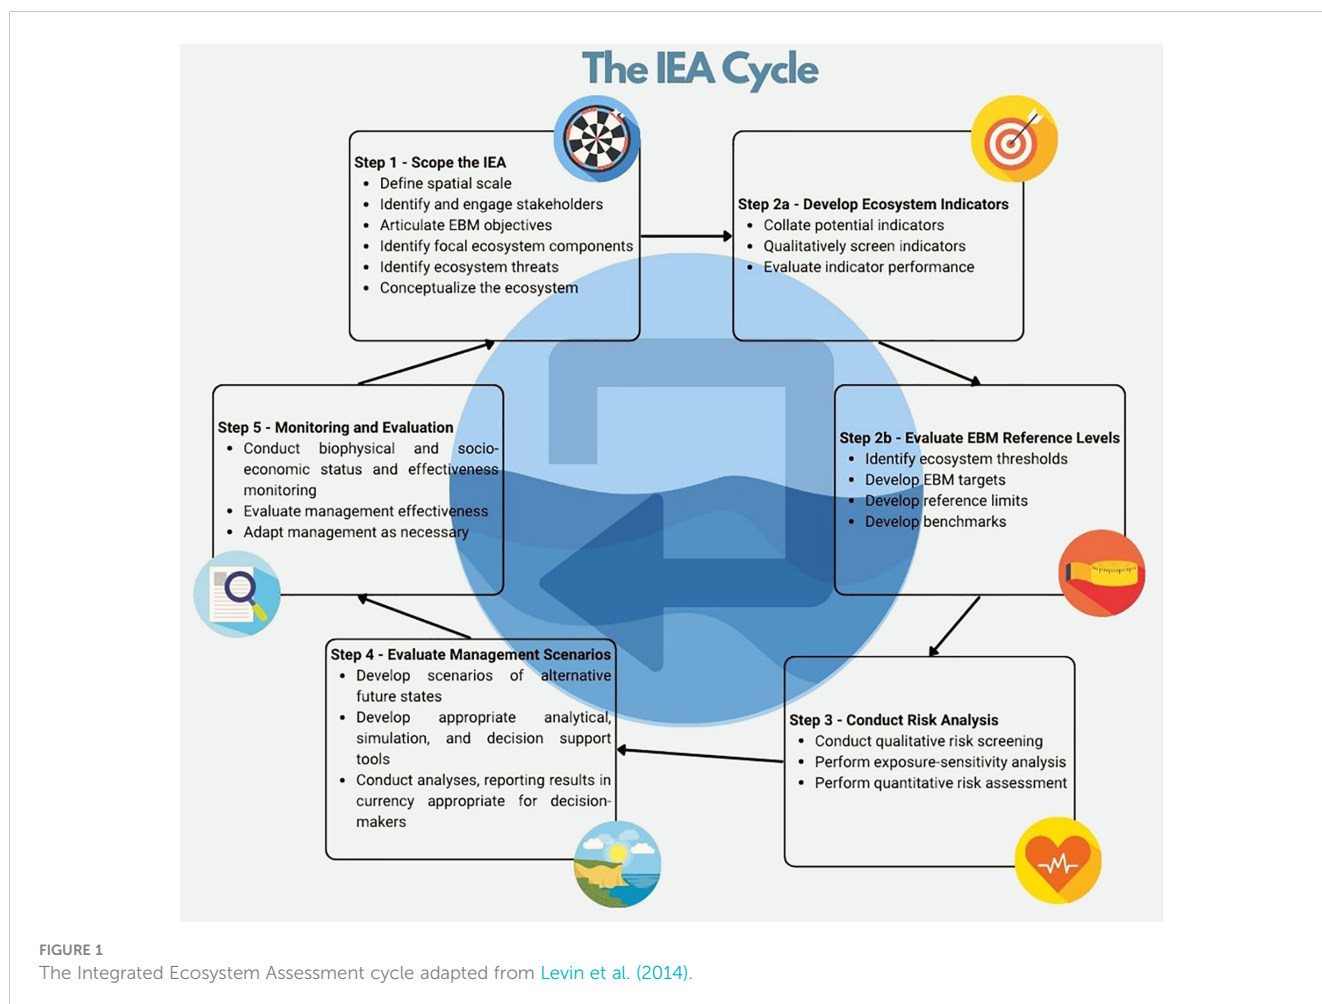 The IEA Cycle
Step 1 - Scope the IEA
• Define spatial scale
• Identify and engage stakeholders
• Articulate EBM objectives
• Identify focal ecosystem components
• Identify ecosystem threats
• Conceptualize the ecosystem
Step 2a - Develop Ecosystem Indicators
• Collate potential indicators
• Qualitatively screen indicators
• Evaluate indicator performance
Step 2b - Evaluate EBM Reference Levels
• Identify ecosystem thresholds
• Develop EBM targets
• Develop reference limits
• Develop benchmarks
Step 3 - Conduct Risk Analysis
• Conduct qualitative risk screening
• Perform exposure-sensitivity analysis
• Perform quantitative risk assessment
Step 4 - Evaluate Management Scenarios
• Develop scenarios of alternative
future states
• Develop appropriate analytical,
simulation, and decision support
tools
• Conduct analyses, reporting results in
currency appropriate for decision-
makers
Step 5 - Monitoring and Evaluation
• Conduct biophysical and socio-
economic status and effectiveness
monitoring
• Evaluate management effectiveness
• Adapt management as necessary
FIGURE 1
The Integrated Ecosystem Assessment cycle adapted from Levin et al. (2014).